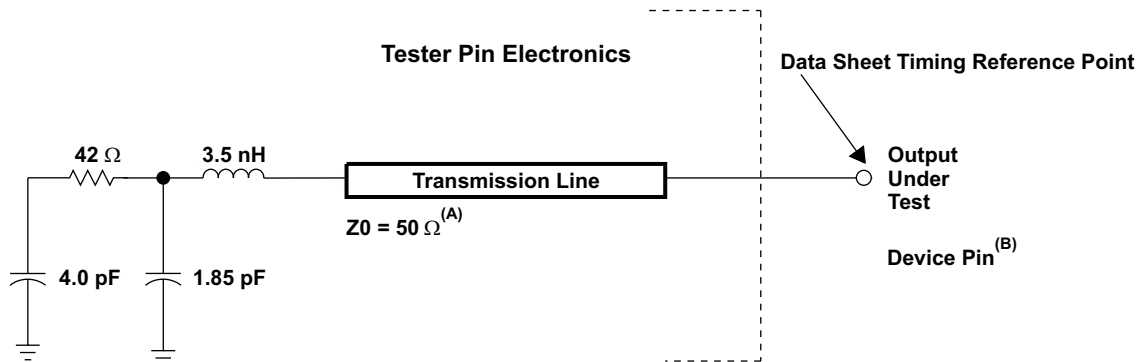 Tester Pin Electronics
Data Sheet Timing Reference Point
42 Ω
3.5 nH
Transmission Line
Output
Under
Test
Z0 = 50 Ω(A)
Device Pin(B)
4.0 pF
1.85 pF